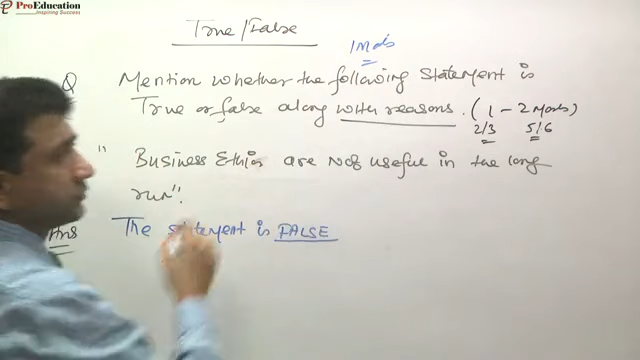 ProEducation
Inspiring Success
True/False
1 Mark
Q Mention whether the following statement is
True or false along with reasons. (1 - 2 Marks)
2/3 5/6
" Business Ethics are not useful in the long
run".
Ans The statement is FALSE